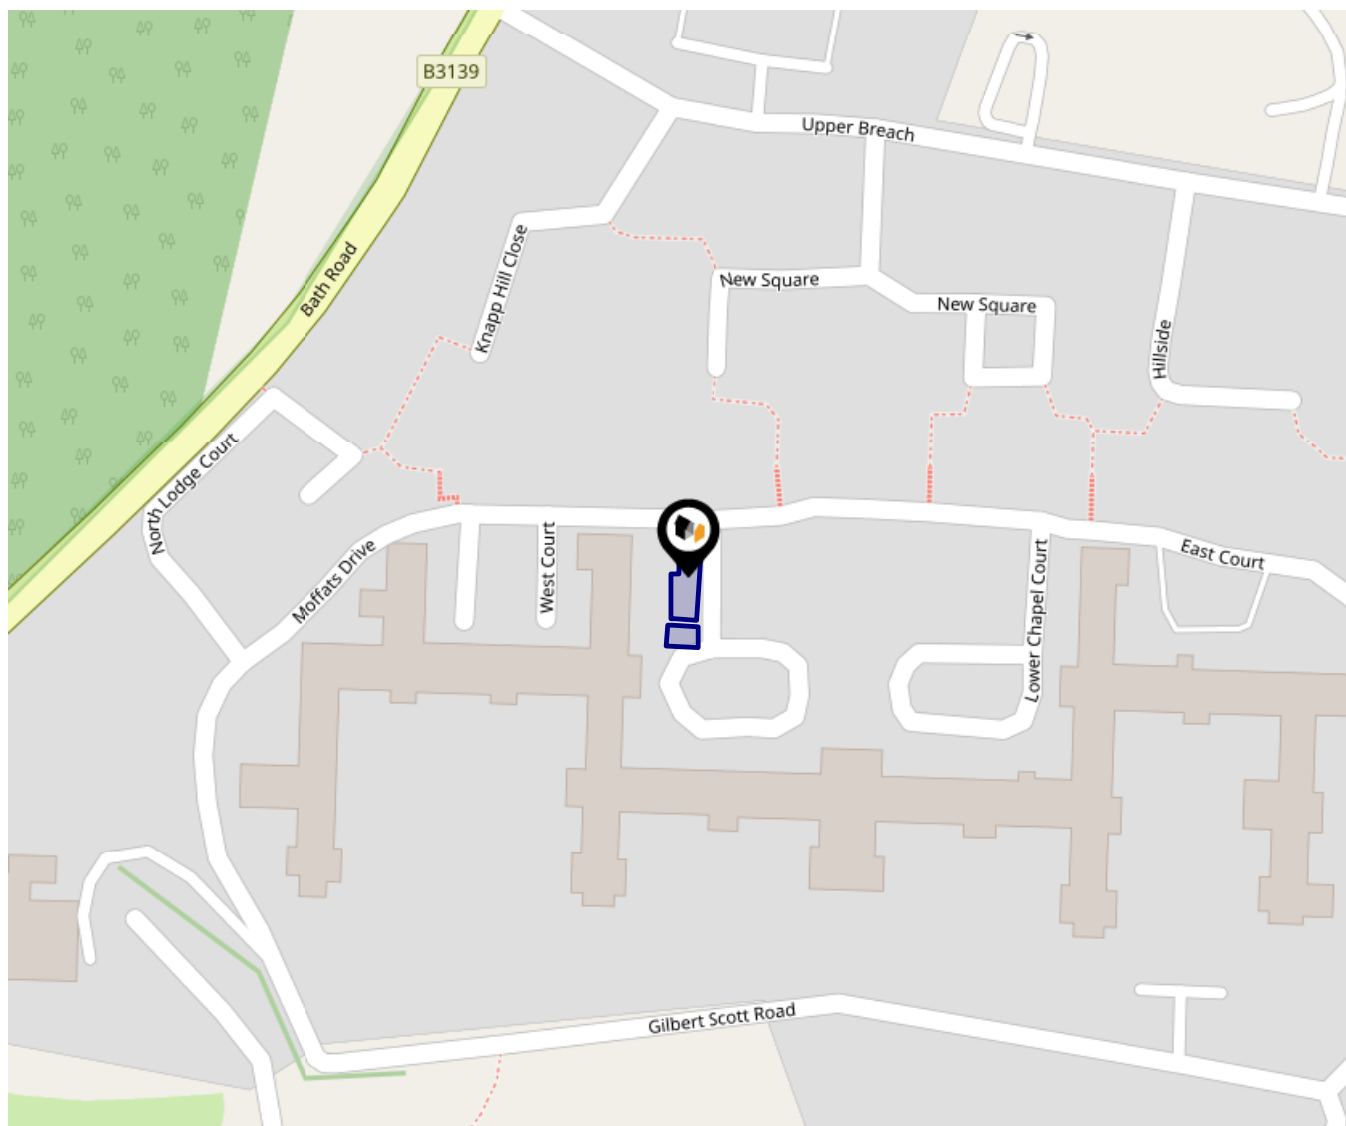 B3139
Upper Breach
Bath Road
Knapp Hill Close
New Square
New Square
Hillside
North Lodge Court
Moffats Drive
West Court
Lower Chapel Court
East Court
Gilbert Scott Road